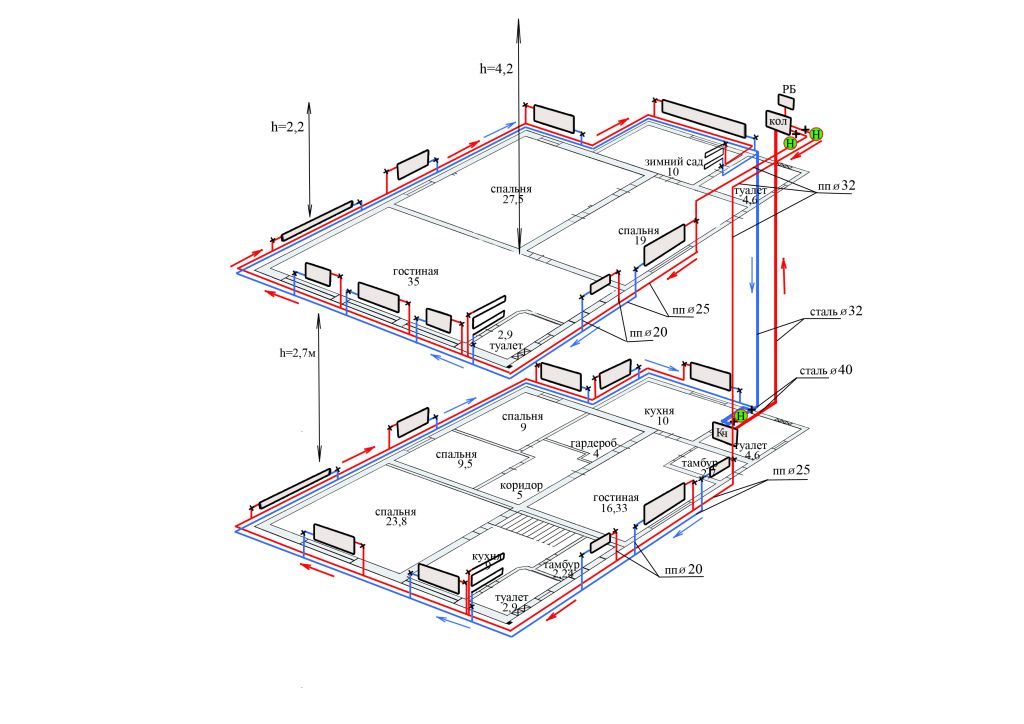 h=4,2
РБ
кол
Н
Н
h=2,2
зимний сад
10
пп ø 32
туалет
4,6
спальня
27,5
спальня
19
гостиная
35
пп ø 25
сталь ø 32
пп ø 20
2,9
туалет
h=2,7м
сталь ø 40
кухня
10
Н
Кч
туалет
4,6
спальня
9
гардероб
4
спальня
9,5
тамбур
пп ø 25
коридор
5
гостиная
16,33
спальня
23,8
кухня
9
тамбур
2,24
пп ø 20
туалет
2,9